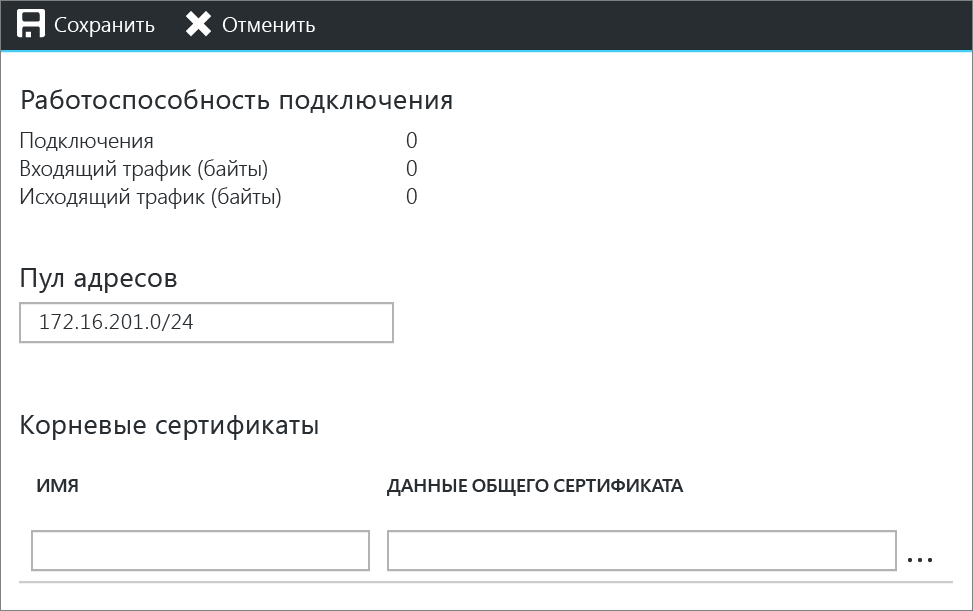 Сохранить Отменить
Работоспособность подключения
Подключения 0
Входящий трафик (байты) 0
Исходящий трафик (байты) 0
Пул адресов
172.16.201.0/24
Корневые сертификаты
ИМЯ ДАННЫЕ ОБЩЕГО СЕРТИФИКАТА
...